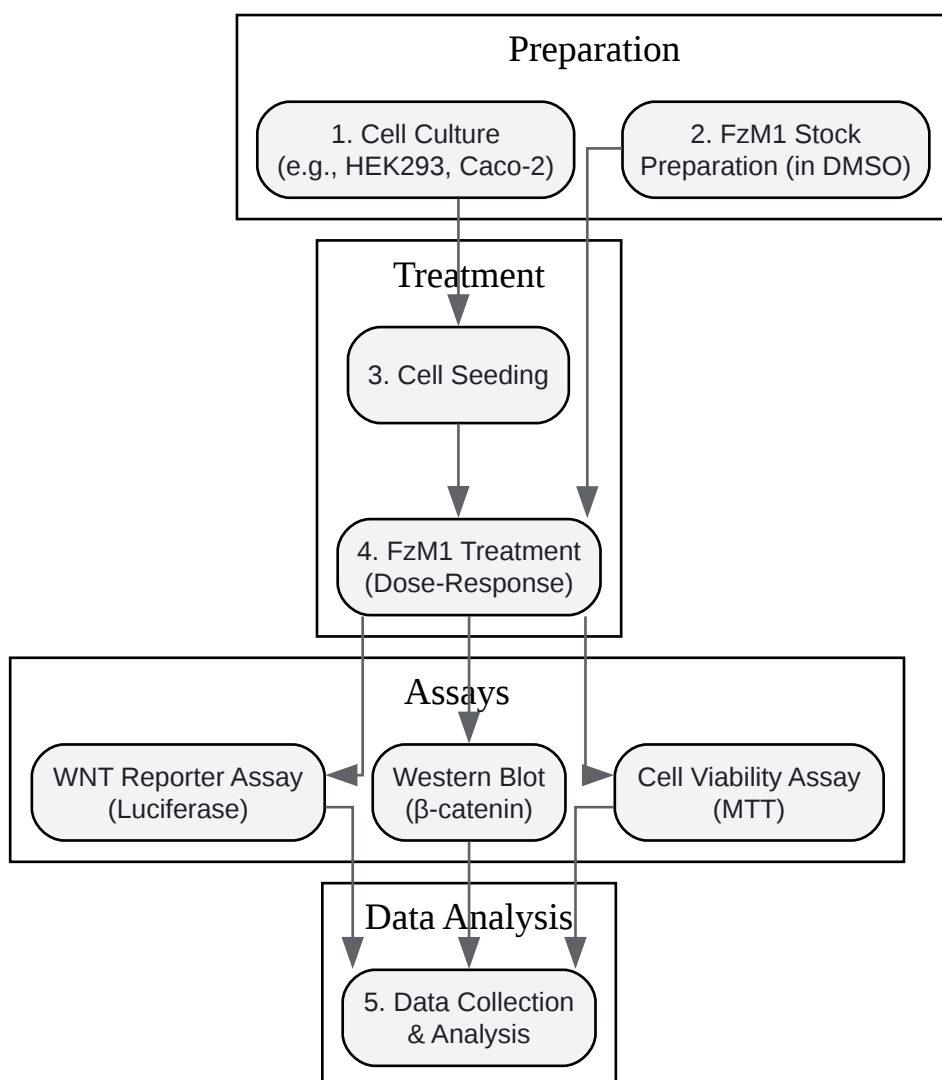 Preparation
1. Cell Culture
(e.g., HEK293, Caco-2)
2. FzM1 Stock
Preparation (in DMSO)
Treatment
3. Cell Seeding
4. FzM1 Treatment
(Dose-Response)
Assays
WNT Reporter Assay
(Luciferase)
Western Blot
(β-catenin)
Cell Viability Assay
(MTT)
Data Analysis
5. Data Collection
& Analysis